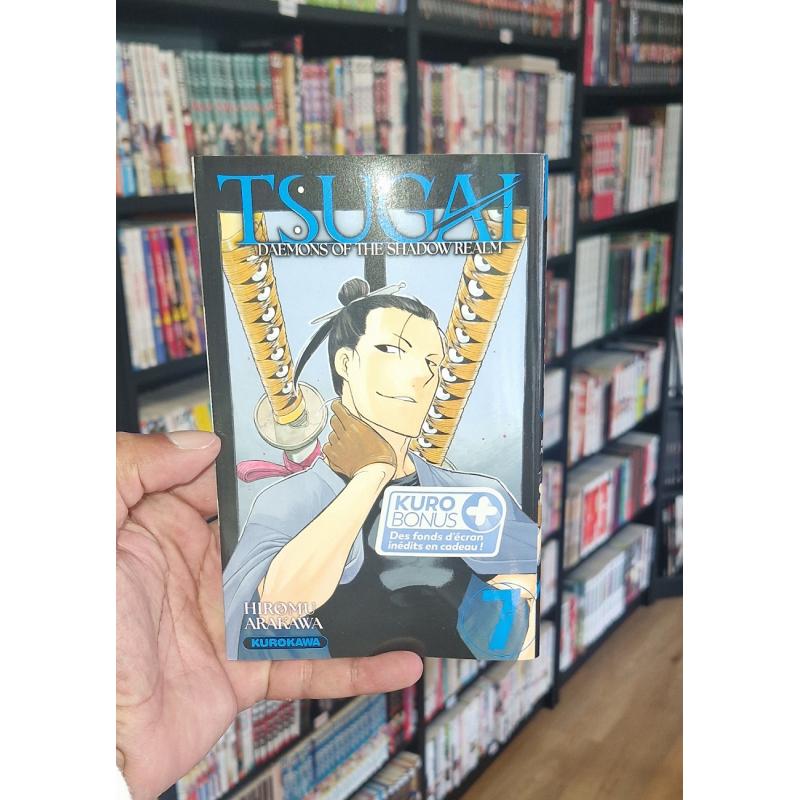 TSUGAI
DAEMONS OF THE SHADOW REALM
KURO
BONUS
Des fonds d'écran
inédits en cadeau !
HIROMU
ARAKAWA
KUROKAWA
7